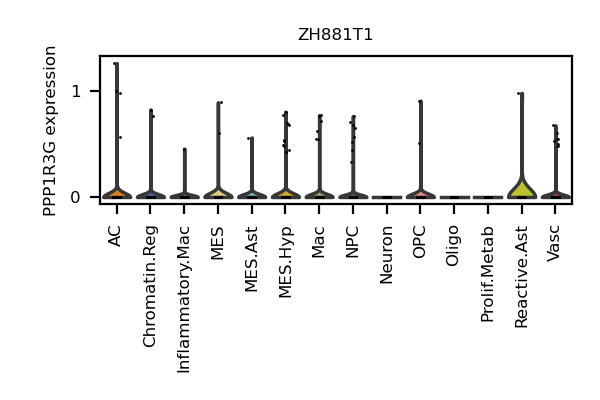 ZH881T1
PPP1R3G expression
1
0
AC
Chromatin.Reg
Inflammatory.Mac
MES
MES.Ast
MES.Hyp
Mac
NPC
Neuron
OPC
Oligo
Prolif.Metab
Reactive.Ast
Vasc